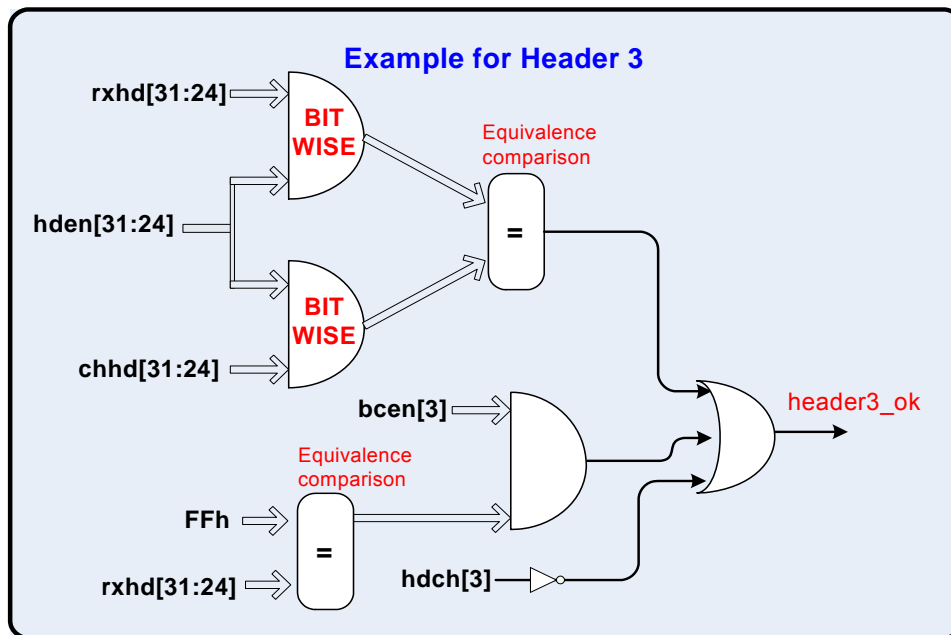 Example for Header 3
rxhd[31:24]
BIT
WISE
Equivalence
comparison
hden[31:24]
=
BIT
WISE
chhd[31:24]
bcen[3]
header3_ok
Equivalence
comparison
FFh
=
rxhd[31:24]
hdch[3]